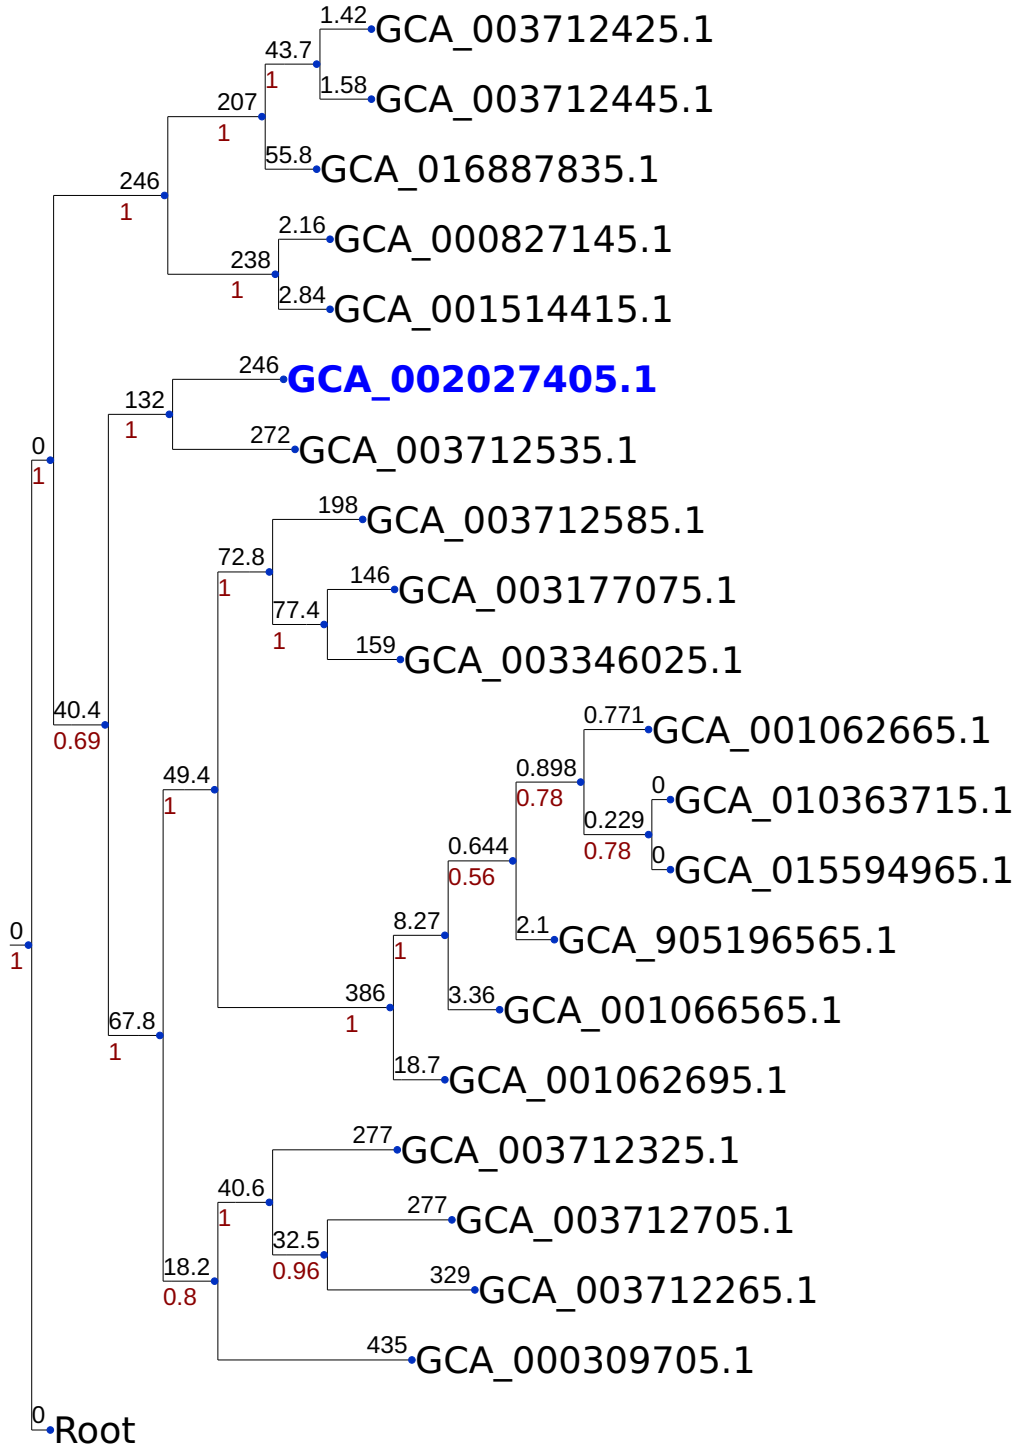 1.42
GCA_003712425.1
43.7
1
1.58
GCA_003712445.1
207
1
55.8
GCA_016887835.1
246
1
2.16
GCA_000827145.1
238
1
2.84
GCA_001514415.1
246
GCA_002027405.1
132
1
272
GCA_003712535.1
0
1
198
GCA_003712585.1
72.8
1
146
GCA_003177075.1
77.4
1
159
GCA_003346025.1
40.4
0.69
0.771
GCA_001062665.1
49.4
1
0.898
0.78
0
GCA_010363715.1
0.229
0.78
0
GCA_015594965.1
0.644
0.56
2.1
GCA_905196565.1
8.27
1
0
1
386
1
3.36
GCA_001066565.1
67.8
1
18.7
GCA_001062695.1
277
GCA_003712325.1
40.6
1
277
GCA_003712705.1
32.5
0.96
18.2
0.8
329
GCA_003712265.1
435
GCA_000309705.1
0
Root